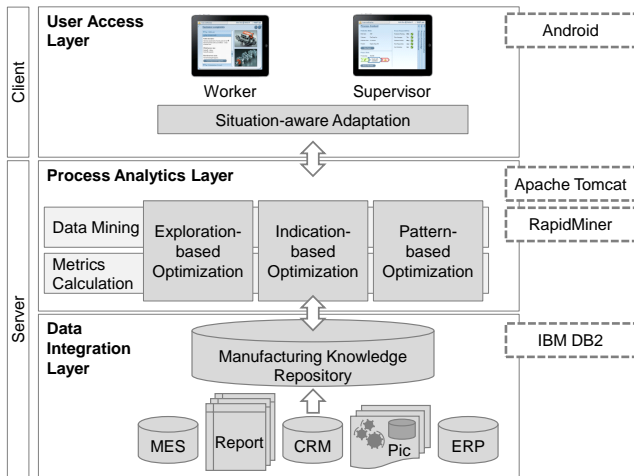 User Access
Layer
Android
Client
Worker
Supervisor
Situation-aware Adaptation
Server
Process Analytics Layer
Apache Tomcat
RapidMiner
Data Mining
Metrics
Calculation
Exploration-
based
Optimization
Indication-
based
Optimization
Pattern-
based
Optimization
Data
Integration
Layer
IBM DB2
Manufacturing Knowledge
Repository
MES
Report
CRM
Pic
ERP